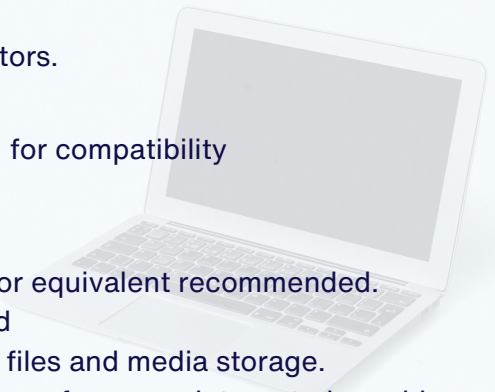 tors.
for compatibility
or equivalent recommended.
d
files and media storage.